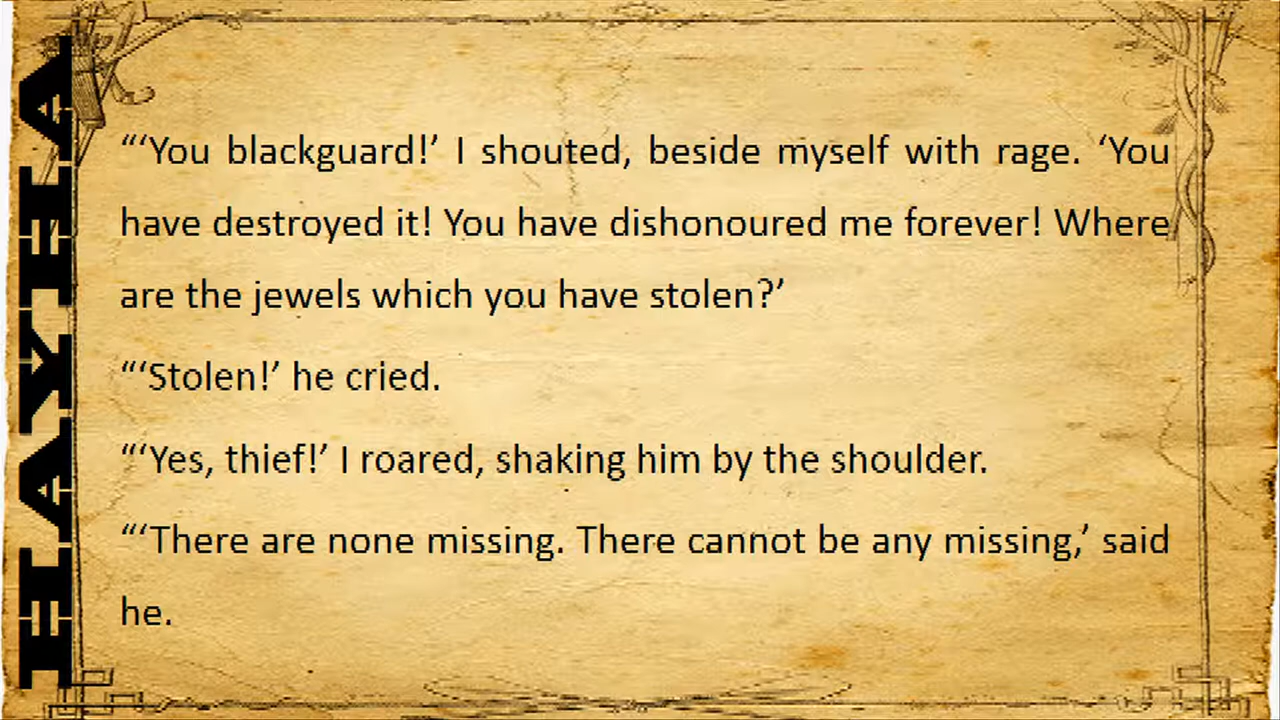 HAYHA
“‘You blackguard!’ I shouted, beside myself with rage. ‘You
have destroyed it! You have dishonoured me forever! Where
are the jewels which you have stolen?’
“‘Stolen!’ he cried.
“‘Yes, thief!’ I roared, shaking him by the shoulder.
“‘There are none missing. There cannot be any missing,’ said
he.